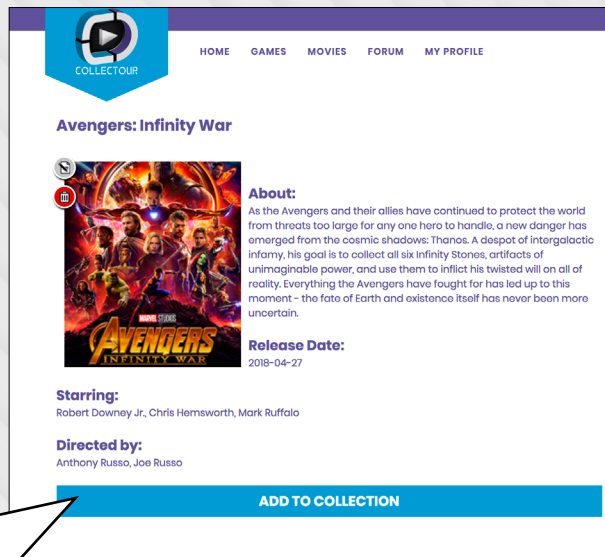 COLLECTOUR
HOME GAMES MOVIES FORUM MY PROFILE
Avengers: Infinity War
MARVEL STUDIOS
AVENGERS
INFINITY WAR
About:
As the Avengers and their allies have continued to protect the world
from threats too large for any one hero to handle, a new danger has
emerged from the cosmic shadows: Thanos. A despot of intergalactic
infamy, his goal is to collect all six Infinity Stones, artifacts of
unimaginable power, and use them to inflict his twisted will on all of
reality. Everything the Avengers have fought for has led up to this
moment - the fate of Earth and existence itself has never been more
uncertain.
Release Date:
2018-04-27
Starring:
Robert Downey Jr., Chris Hemsworth, Mark Ruffalo
Directed by:
Anthony Russo, Joe Russo
ADD TO COLLECTION